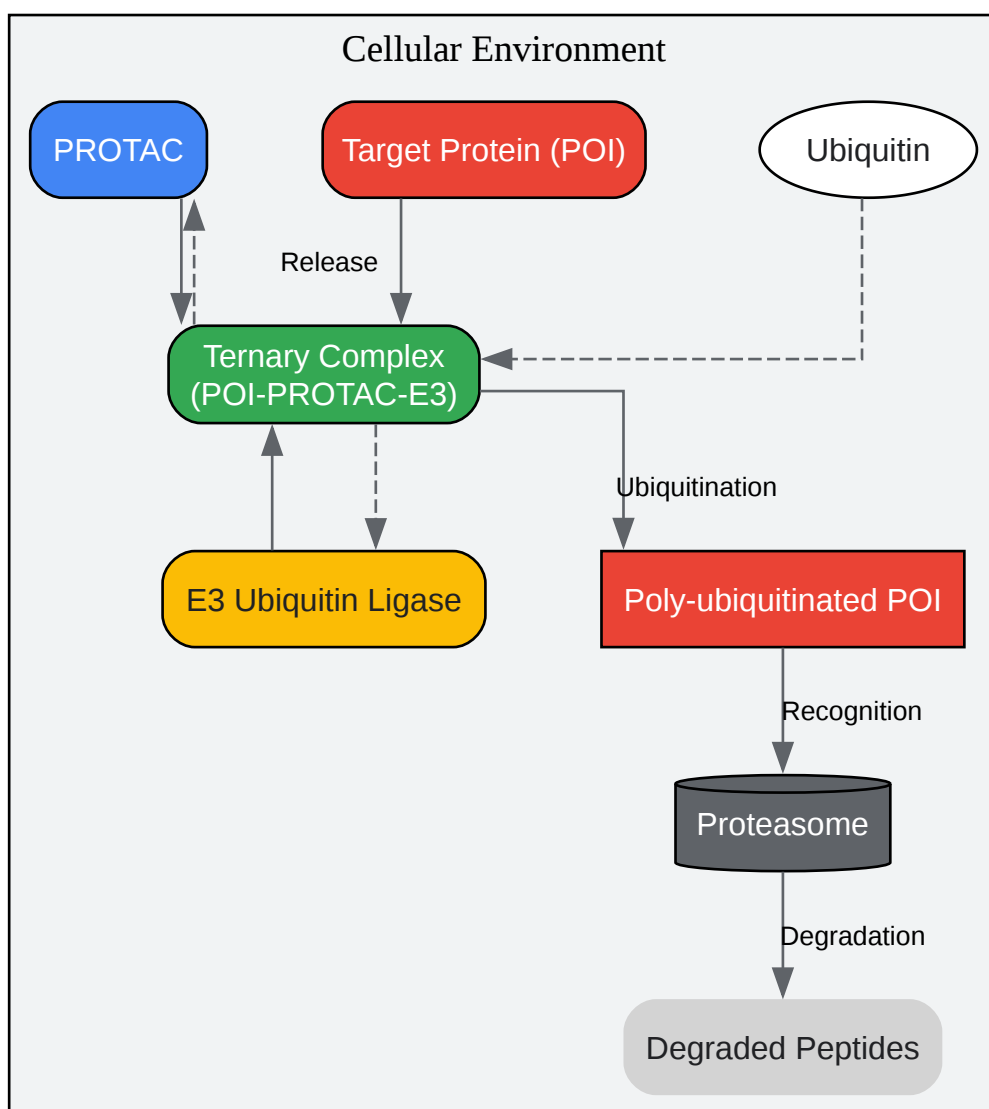 Cellular Environment
PROTAC
Target Protein (POI)
Ubiquitin
Release
Ternary Complex
(POI-PROTAC-E3)
Ubiquitination
E3 Ubiquitin Ligase
Poly-ubiquitinated POI
Recognition
Proteasome
Degradation
Degraded Peptides